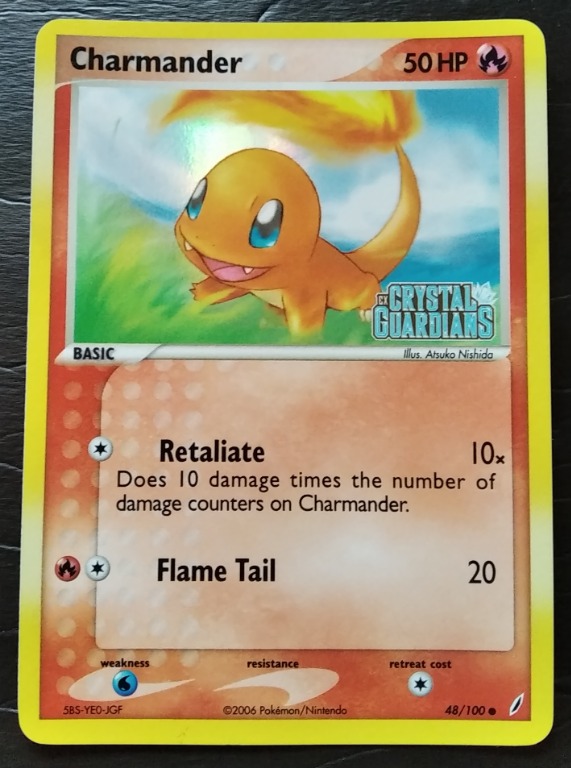 Charmander 50 HP
EX CRYSTAL
GUARDIANS
BASIC Illus. Atsuko Nishida
Retaliate 10x
Does 10 damage times the number of
damage counters on Charmander.
Flame Tail 20
weakness resistance retreat cost
5BS-YE0-JGF ©2006 Pokémon/Nintendo 48/100 ●